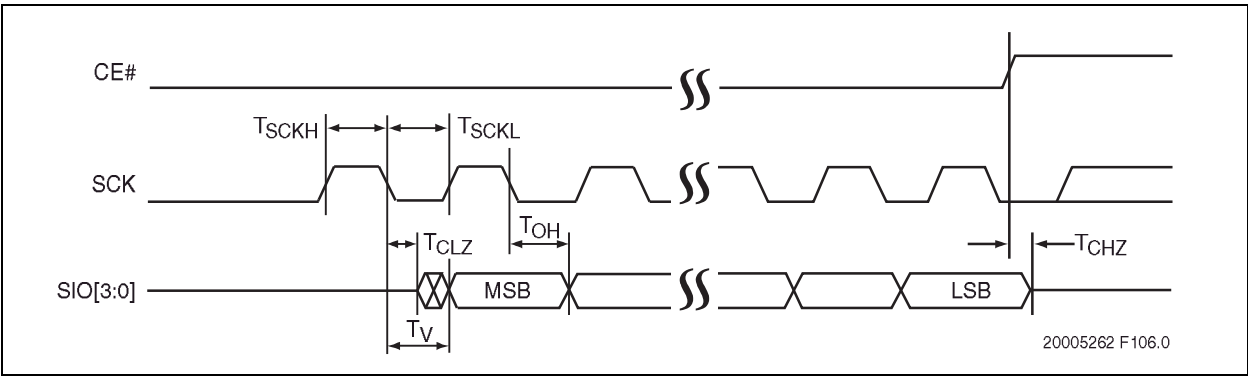 CE#
TSCKH
TSCKL
SCK
TOH
TCLZ
TCHZ
SIO[3:0]
MSB
LSB
TV
20005262 F106.0